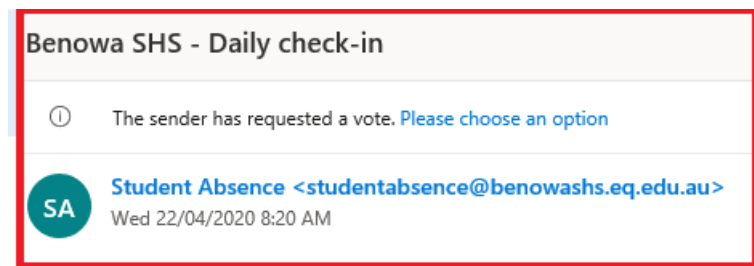 Benowa SHS - Daily check-in
The sender has requested a vote. Please choose an option
SA
Student Absence <studentabsence@benowashs.eq.edu.au>
Wed 22/04/2020 8:20 AM